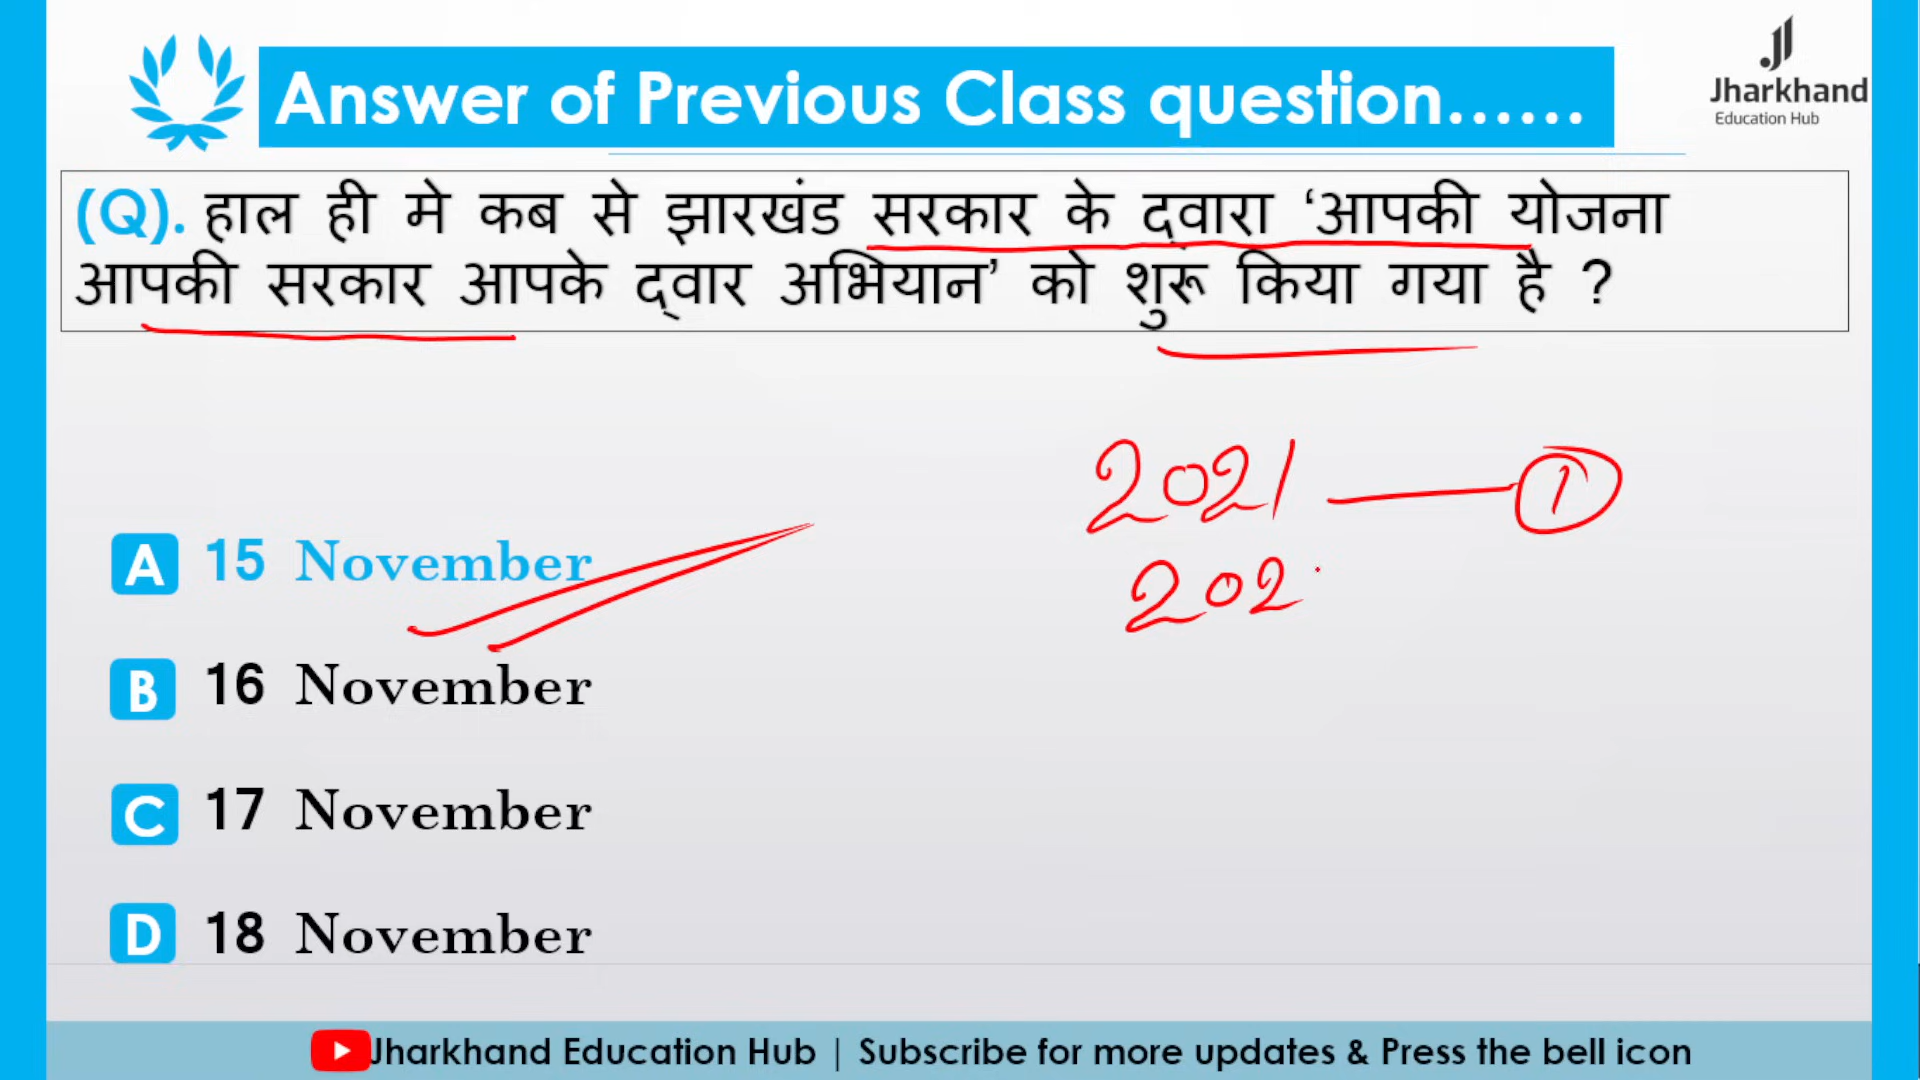 Answer of Previous Class question......
Jharkhand
Education Hub
(Q). हाल ही मे कब से झारखंड सरकार के द्वारा ‘आपकी योजना
आपकी सरकार आपके द्वार अभियान’ को शुरू किया गया है ?
2021 — 1
202
A 15 November
B 16 November
C 17 November
D 18 November
Jharkhand Education Hub | Subscribe for more updates & Press the bell icon